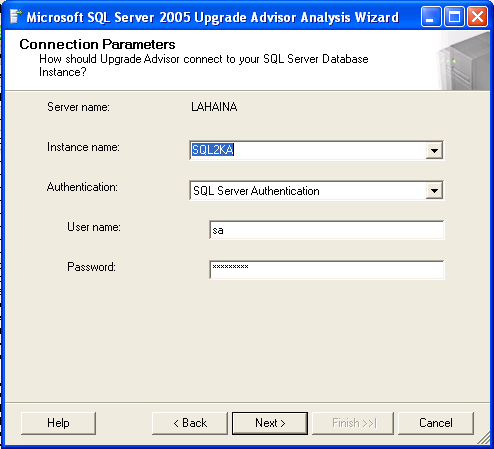 Microsoft SQL Server 2005 Upgrade Advisor Analysis Wizard
Connection Parameters
How should Upgrade Advisor connect to your SQL Server Database
Instance?
Server name: LAHAINA
Instance name: SQL2KA
Authentication: SQL Server Authentication
User name: sa
Password: *********
Help < Back Next > Finish >>| Cancel